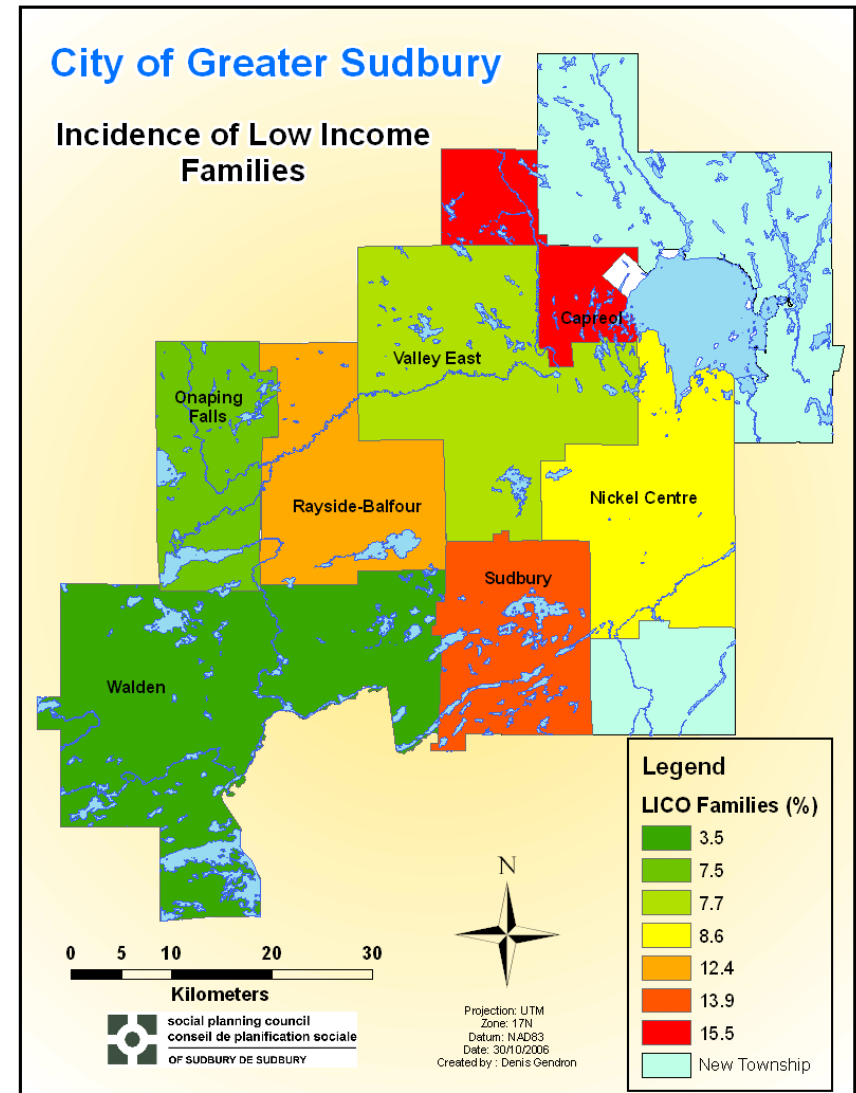 City of Greater Sudbury
Incidence of Low Income
Families
Capreol
Valley East
Onaping
Falls
Rayside-Balfour
Nickel Centre
Sudbury
Walden
Legend
LICO Families (%)
3.5
7.5
7.7
8.6
12.4
13.9
15.5
New Township
N
0 5 10 20 30
Kilometers
social planning council
conseil de planification sociale
OF SUDBURY DE SUDBURY
Projection: UTM
Zone: 17N
Datum: NAD83
Date: 30/10/2006
Created by : Denis Gendron